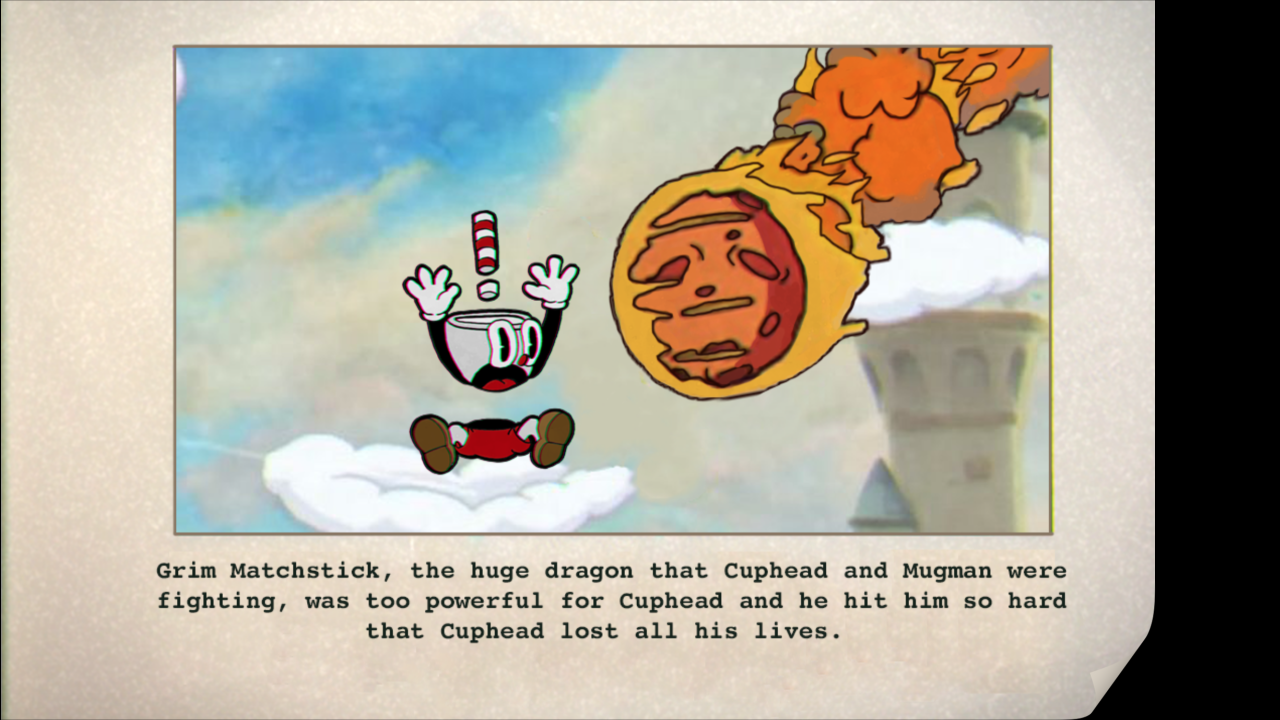 Grim Matchstick, the huge dragon that Cuphead and Mugman were
fighting, was too powerful for Cuphead and he hit him so hard
that Cuphead lost all his lives.